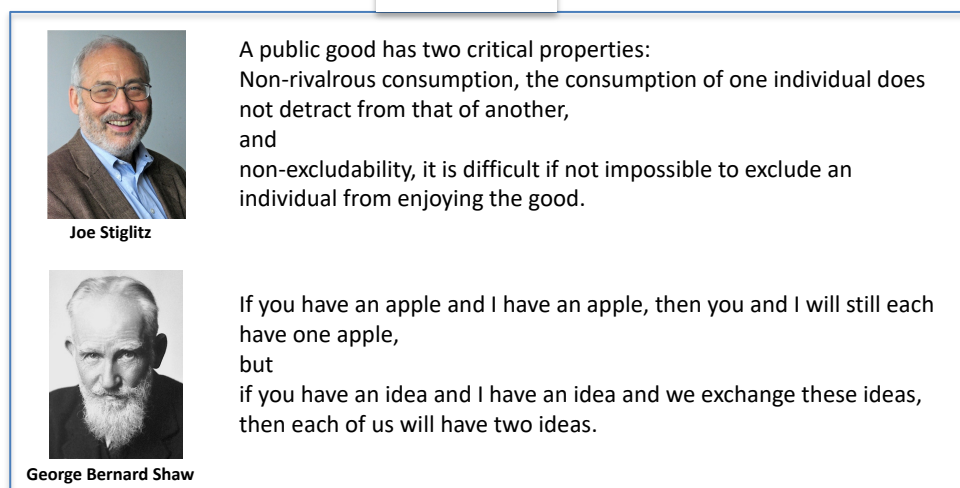 A public good has two critical properties:
Non-rivalrous consumption, the consumption of one individual does
not detract from that of another,
and
non-excludability, it is difficult if not impossible to exclude an
individual from enjoying the good.
Joe Stiglitz
If you have an apple and I have an apple, then you and I will still each
have one apple,
but
if you have an idea and I have an idea and we exchange these ideas,
then each of us will have two ideas.
George Bernard Shaw